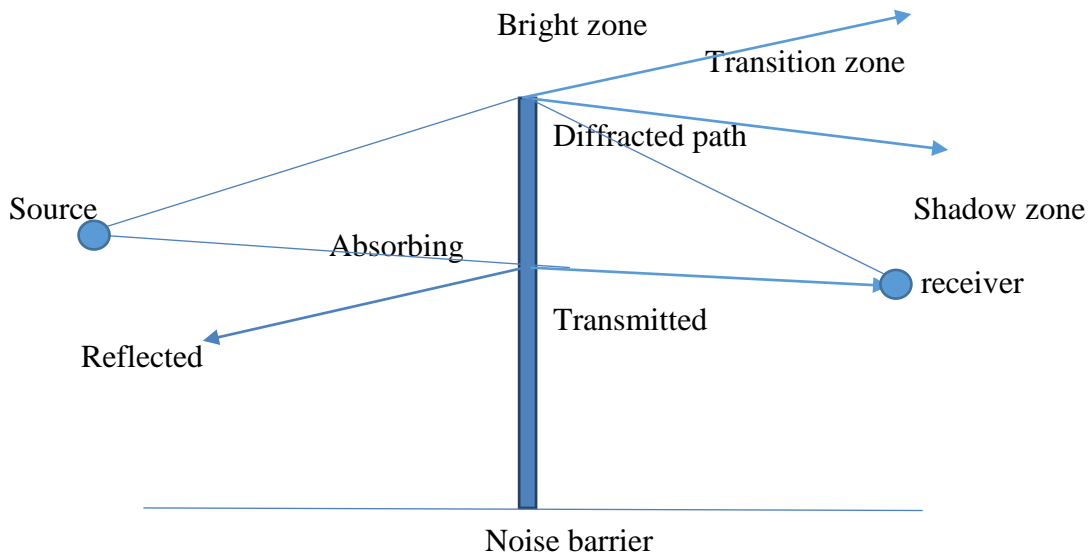 Bright zone
Transition zone
Diffracted path
Source
Shadow zone
Absorbing
receiver
Transmitted
Reflected
Noise barrier